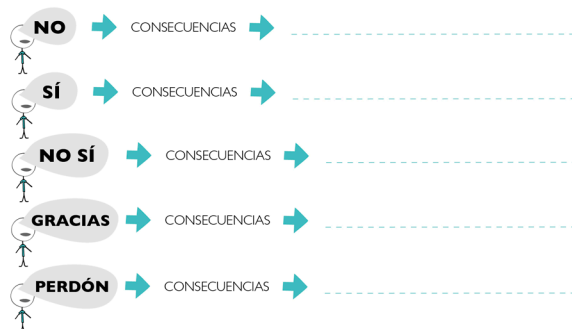 NO CONSECUENCIAS
SÍ CONSECUENCIAS
NO SÍ CONSECUENCIAS
GRACIAS CONSECUENCIAS
PERDÓN CONSECUENCIAS